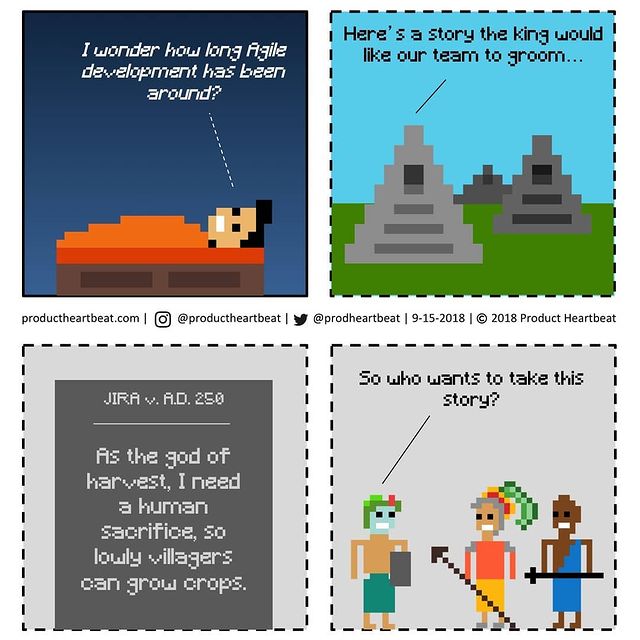 I wonder how long Agile
development has been
around?
Here's a story the king would
like our team to groom...
productheartbeat.com | @productheartbeat | @prodheartbeat | 9-15-2018 | © 2018 Product Heartbeat
JIRA v. A.D. 250
As the god of
harvest, I need
a human
sacrifice, so
lowly villagers
can grow crops.
So who wants to take this
story?